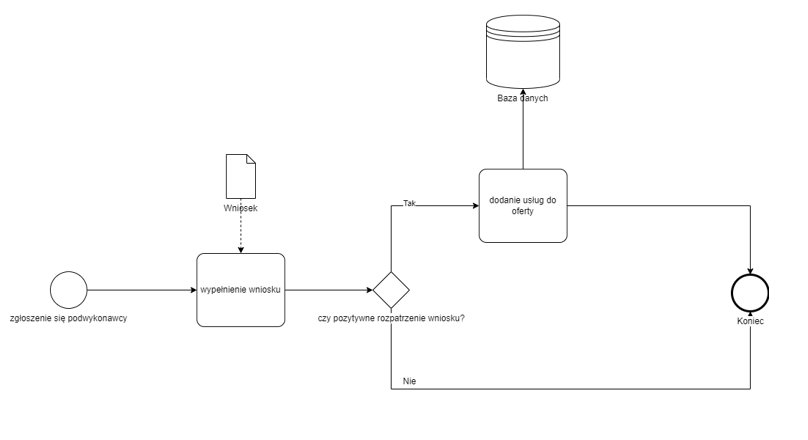 Baza danych
Wniosek
Tak
dodanie usług do
oferty
wypełnienie wniosku
zgłoszenie się podwykonawcy
czy pozytywne rozpatrzenie wniosku?
Koniec
Nie